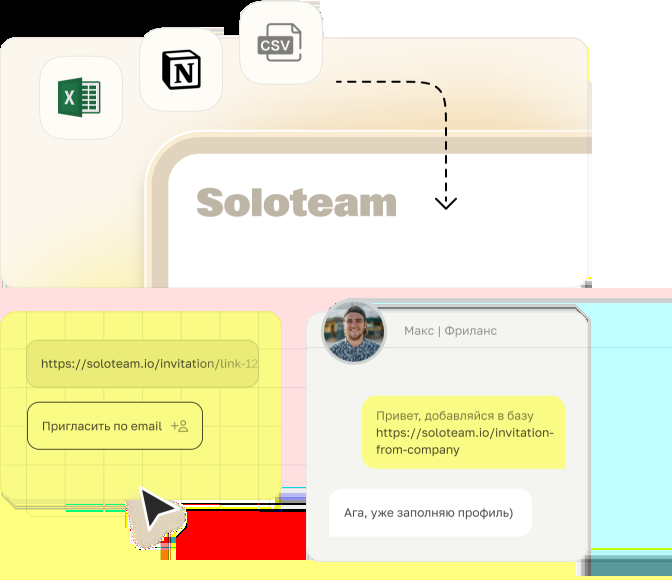 X
N
CSV
Soloteam
https://soloteam.io/invitation/link-12
Пригласить по email
Макс | Фриланс
Привет, добавляйся в базу
https://soloteam.io/invitation-
from-company
Ага, уже заполняю профиль)